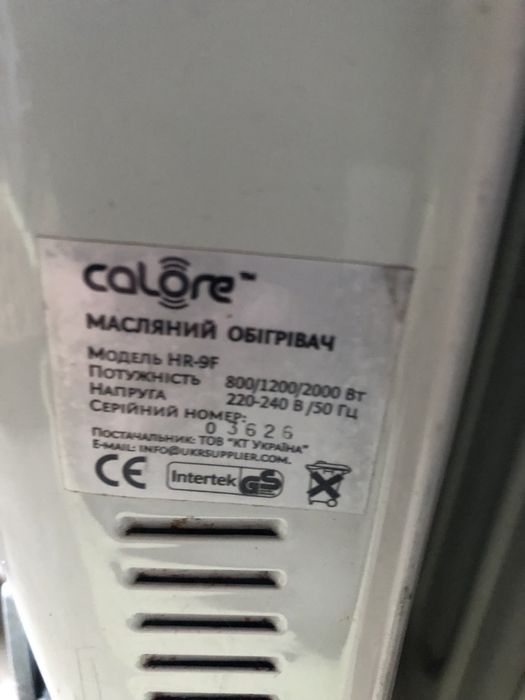 calore™
МАСЛЯНИЙ ОБІГРІВАЧ
МОДЕЛЬ HR-9F
ПОТУЖНІСТЬ 800/1200/2000 Вт
НАПРУГА 220-240 В /50 Гц
СЕРІЙНИЙ НОМЕР:
03626
ПОСТАЧАЛЬНИК: ТОВ "КТ УКРАЇНА"
E-MAIL: INFO@UKRSUPPLIER.COM.
CE Intertek GS